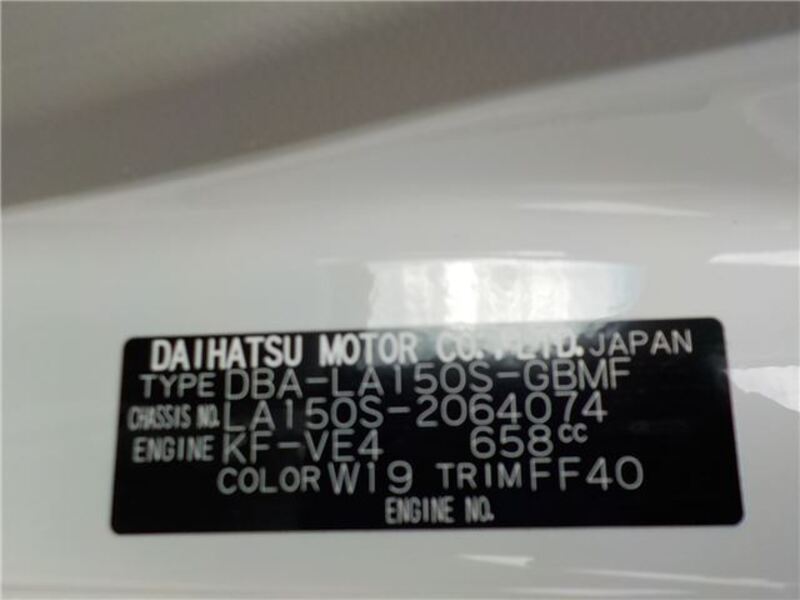 DAIHATSU MOTOR CO.,LTD. JAPAN
TYPE DBA-LA150S-GBMF
CHASSIS NO. LA150S-2064074
ENGINE KF-VE4 658cc
COLOR W19 TRIM FF40
ENGINE NO.